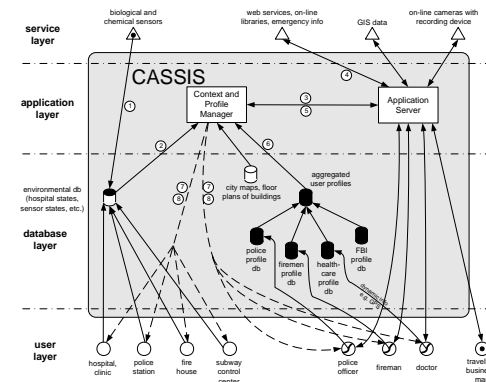 service
layer
biological
and
chemical sensors
web services, on-line
libraries, emergency info
GIS data
on-line cameras with
recording device
CASSIS
application
layer
Context and
Profile
Manager
Application
Server
1
2
3
4
5
6
7
8
7
8
environmental db
(hospital states,
sensor states, etc.)
city maps, floor
plans of buildings
aggregated
user profiles
database
layer
police
profile
db
firemen
profile
db
health-
care
profile
db
FBI
profile
db
dynamic info
e.g. GPS
user
layer
hospital,
clinic
police
station
fire
house
subway
control
center
police
officer
fireman
doctor
travel
busine
ma